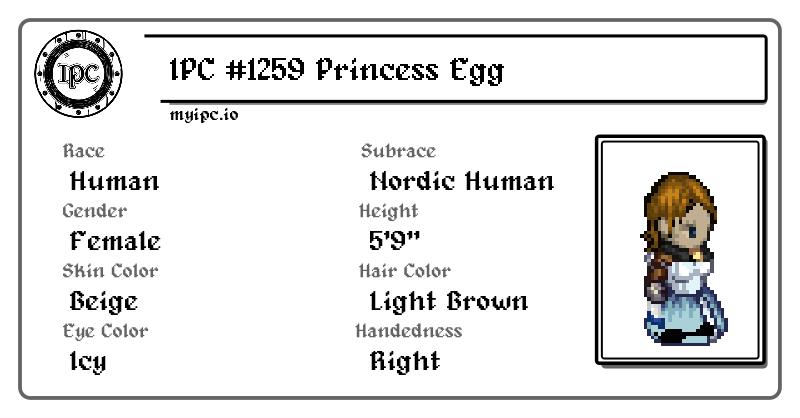 IPC
IPC #1259 Princess Egg
myipc.io
Race
Human
Subrace
Nordic Human
Gender
Female
Height
5'9"
Skin Color
Beige
Hair Color
Light Brown
Eye Color
Icy
Handedness
Right